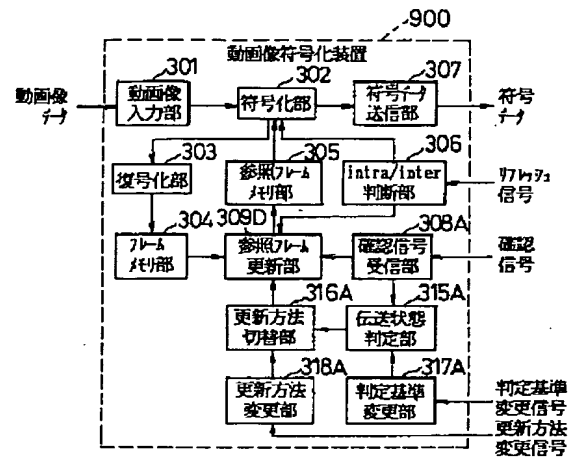 900
動画像符号化装置
301
302
307
動画像
データ
動画像
入力部
符号化部
符号データ
送信部
符号
データ
303
305
306
復号化部
参照フレーム
メモリ部
intra/inter
判断部
リフレッシュ
信号
304
309D
308A
フレーム
メモリ部
参照フレーム
更新部
確認信号
受信部
確認
信号
316A
315A
更新方法
切替部
伝送状態
判定部
318A
317A
更新方法
変更部
判定基準
変更部
判定基準
変更信号
更新方法
変更信号